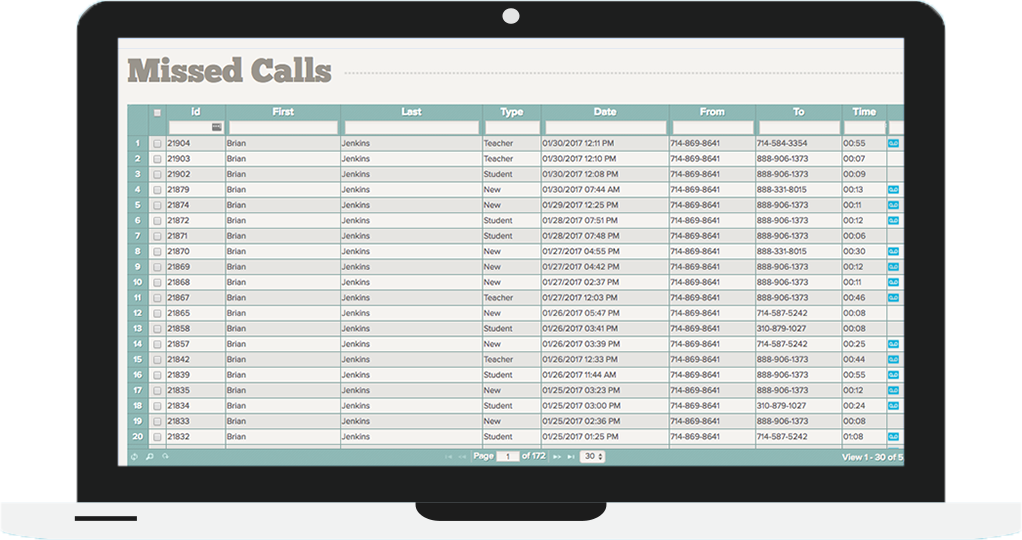 Missed Calls
Id First Last Type Date From To Time
1 21904 Brian Jenkins Teacher 01/30/2017 12:11 PM 714-869-8641 714-584-3354 00:55
2 21903 Brian Jenkins Teacher 01/30/2017 12:10 PM 714-869-8641 888-906-1373 00:07
3 21902 Brian Jenkins Student 01/30/2017 12:08 PM 714-869-8641 888-906-1373 00:09
4 21879 Brian Jenkins New 01/30/2017 07:44 AM 714-869-8641 888-331-8015 00:13
5 21874 Brian Jenkins New 01/29/2017 12:25 PM 714-869-8641 888-906-1373 00:11
6 21872 Brian Jenkins Student 01/28/2017 07:51 PM 714-869-8641 888-906-1373 00:12
7 21871 Brian Jenkins Student 01/28/2017 07:48 PM 714-869-8641 888-906-1373 00:06
8 21870 Brian Jenkins New 01/27/2017 04:55 PM 714-869-8641 888-331-8015 00:30
9 21869 Brian Jenkins New 01/27/2017 04:42 PM 714-869-8641 888-906-1373 00:12
10 21868 Brian Jenkins New 01/27/2017 02:37 PM 714-869-8641 888-906-1373 00:11
11 21867 Brian Jenkins Teacher 01/27/2017 12:03 PM 714-869-8641 888-906-1373 00:46
12 21865 Brian Jenkins New 01/26/2017 05:47 PM 714-869-8641 714-587-5242 00:08
13 21858 Brian Jenkins Student 01/26/2017 03:41 PM 714-869-8641 310-879-1027 00:08
14 21857 Brian Jenkins New 01/26/2017 03:39 PM 714-869-8641 714-587-5242 00:25
15 21842 Brian Jenkins Teacher 01/26/2017 12:33 PM 714-869-8641 888-906-1373 00:44
16 21839 Brian Jenkins Student 01/26/2017 11:44 AM 714-869-8641 888-906-1373 00:55
17 21835 Brian Jenkins New 01/25/2017 03:23 PM 714-869-8641 888-906-1373 00:12
18 21834 Brian Jenkins Student 01/25/2017 03:00 PM 714-869-8641 310-879-1027 00:24
19 21833 Brian Jenkins New 01/25/2017 02:36 PM 714-869-8641 888-906-1373 00:08
20 21832 Brian Jenkins Student 01/25/2017 01:25 PM 714-869-8641 714-587-5242 01:08
Page 1 of 172 30 View 1 - 30 of 5